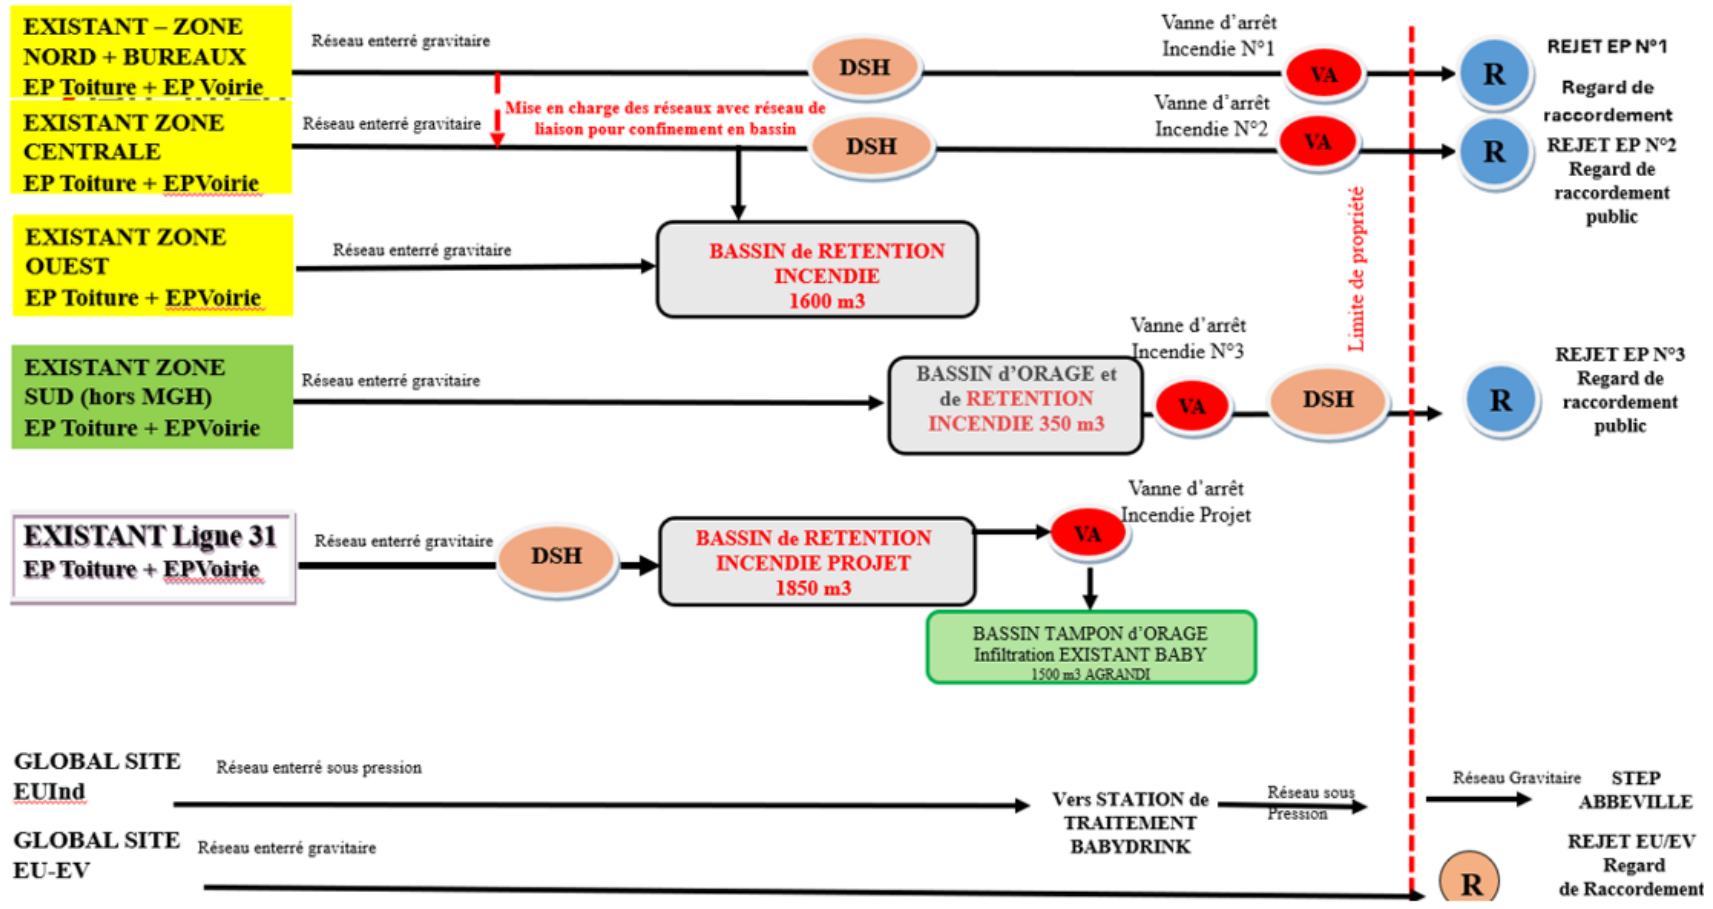 EXISTANT – ZONE
NORD + BUREAUX
EP Toiture + EP Voirie
Réseau enterré gravitaire
DSH
Vanne d'arrêt
Incendie N°1
VA
R
REJET EP N°1
Regard de
raccordement
EXISTANT ZONE
CENTRALE
EP Toiture + EPVoirie
Réseau enterré gravitaire
Mise en charge des réseaux avec réseau de
liaison pour confinement en bassin
DSH
Vanne d'arrêt
Incendie N°2
VA
R
REJET EP N°2
Regard de
raccordement
public
EXISTANT ZONE
OUEST
EP Toiture + EPVoirie
Réseau enterré gravitaire
BASSIN de RETENTION
INCENDIE
1600 m3
Limite de propriété
EXISTANT ZONE
SUD (hors MGH)
EP Toiture + EPVoirie
Réseau enterré gravitaire
BASSIN d'ORAGE et
de RETENTION
INCENDIE 350 m3
Vanne d'arrêt
Incendie N°3
VA
DSH
R
REJET EP N°3
Regard de
raccordement
public
EXISTANT Ligne 31
EP Toiture + EPVoirie
Réseau enterré gravitaire
DSH
BASSIN de RETENTION
INCENDIE PROJET
1850 m3
Vanne d'arrêt
Incendie Projet
VA
BASSIN TAMPON d'ORAGE
Infiltration EXISTANT BABY
1500 m3 AGRANDI
GLOBAL SITE
EUInd
Réseau enterré sous pression
Vers STATION de
TRAITEMENT
BABYDRINK
Réseau sous
Pression
Réseau Gravitaire
STEP
ABBEVILLE
GLOBAL SITE
EU-EV
Réseau enterré gravitaire
R
REJET EU/EV
Regard
de Raccordement